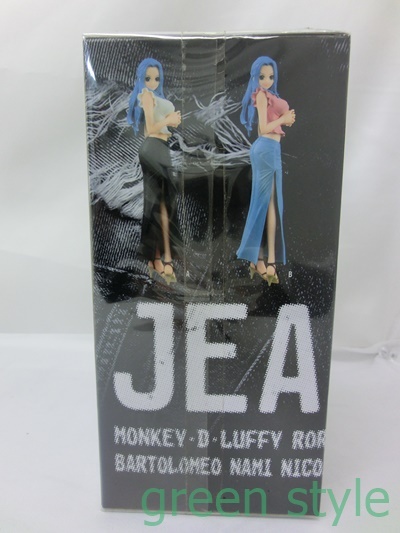 A B
JEA
MONKEY·D·LUFFY ROR
BARTOLOMEO NAMI NICO
green style